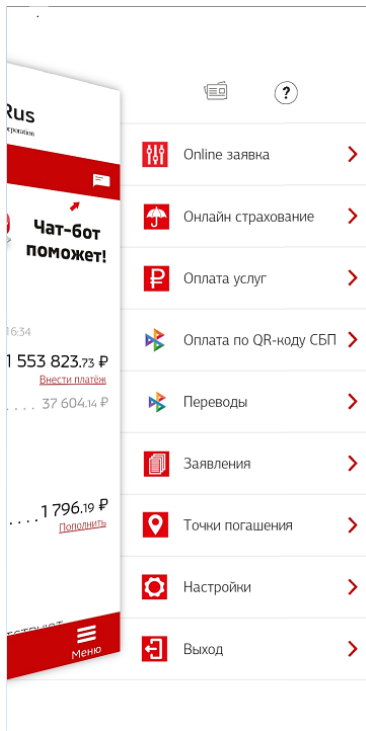 Rus
orporation
Чат-бот
поможет!
16:34
1 553 823.73 ₽
Внести платёж
.... 37 604.14 ₽
....1 796.19 ₽
Пополнить
Меню
?
Online заявка
Онлайн страхование
Оплата услуг
Оплата по QR-коду СБП
Переводы
Заявления
Точки погашения
Настройки
Выход